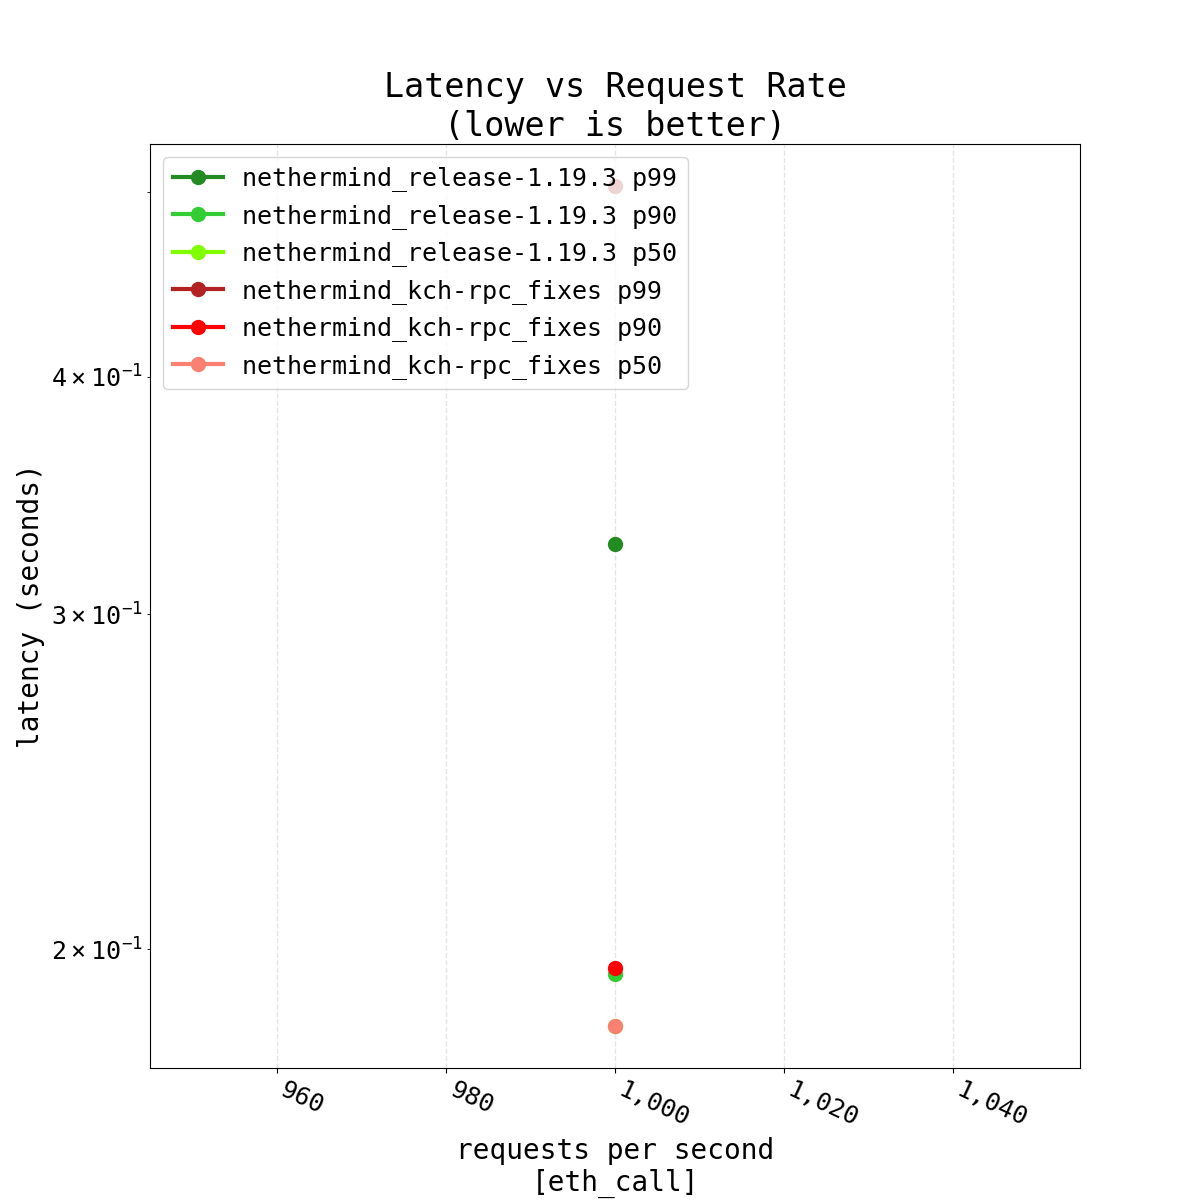 Latency vs Request Rate
(lower is better)
nethermind_release-1.19.3 p99
nethermind_release-1.19.3 p90
nethermind_release-1.19.3 p50
nethermind_kch-rpc_fixes p99
nethermind_kch-rpc_fixes p90
nethermind_kch-rpc_fixes p50
latency (seconds)
4×10⁻¹
3×10⁻¹
2×10⁻¹
960 980 1,000 1,020 1,040
requests per second
[eth_call]